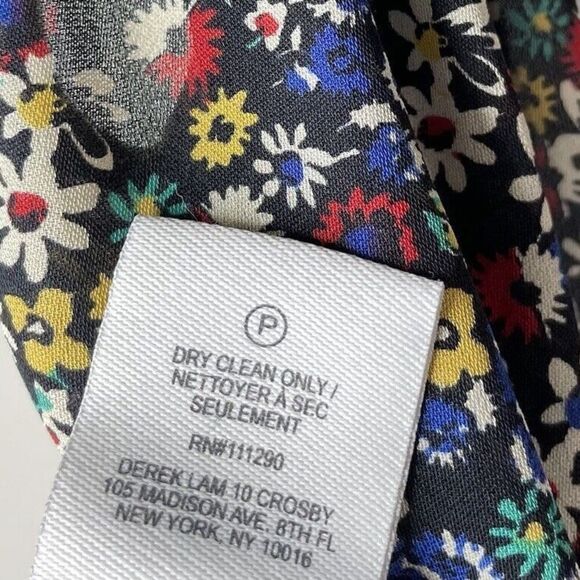 P
DRY CLEAN ONLY/
NETTOYER À SEC
SEULEMENT
RN#111290
DEREK LAM 10 CROSBY
105 MADISON AVE. 8TH FL
NEW YORK, NY 10016